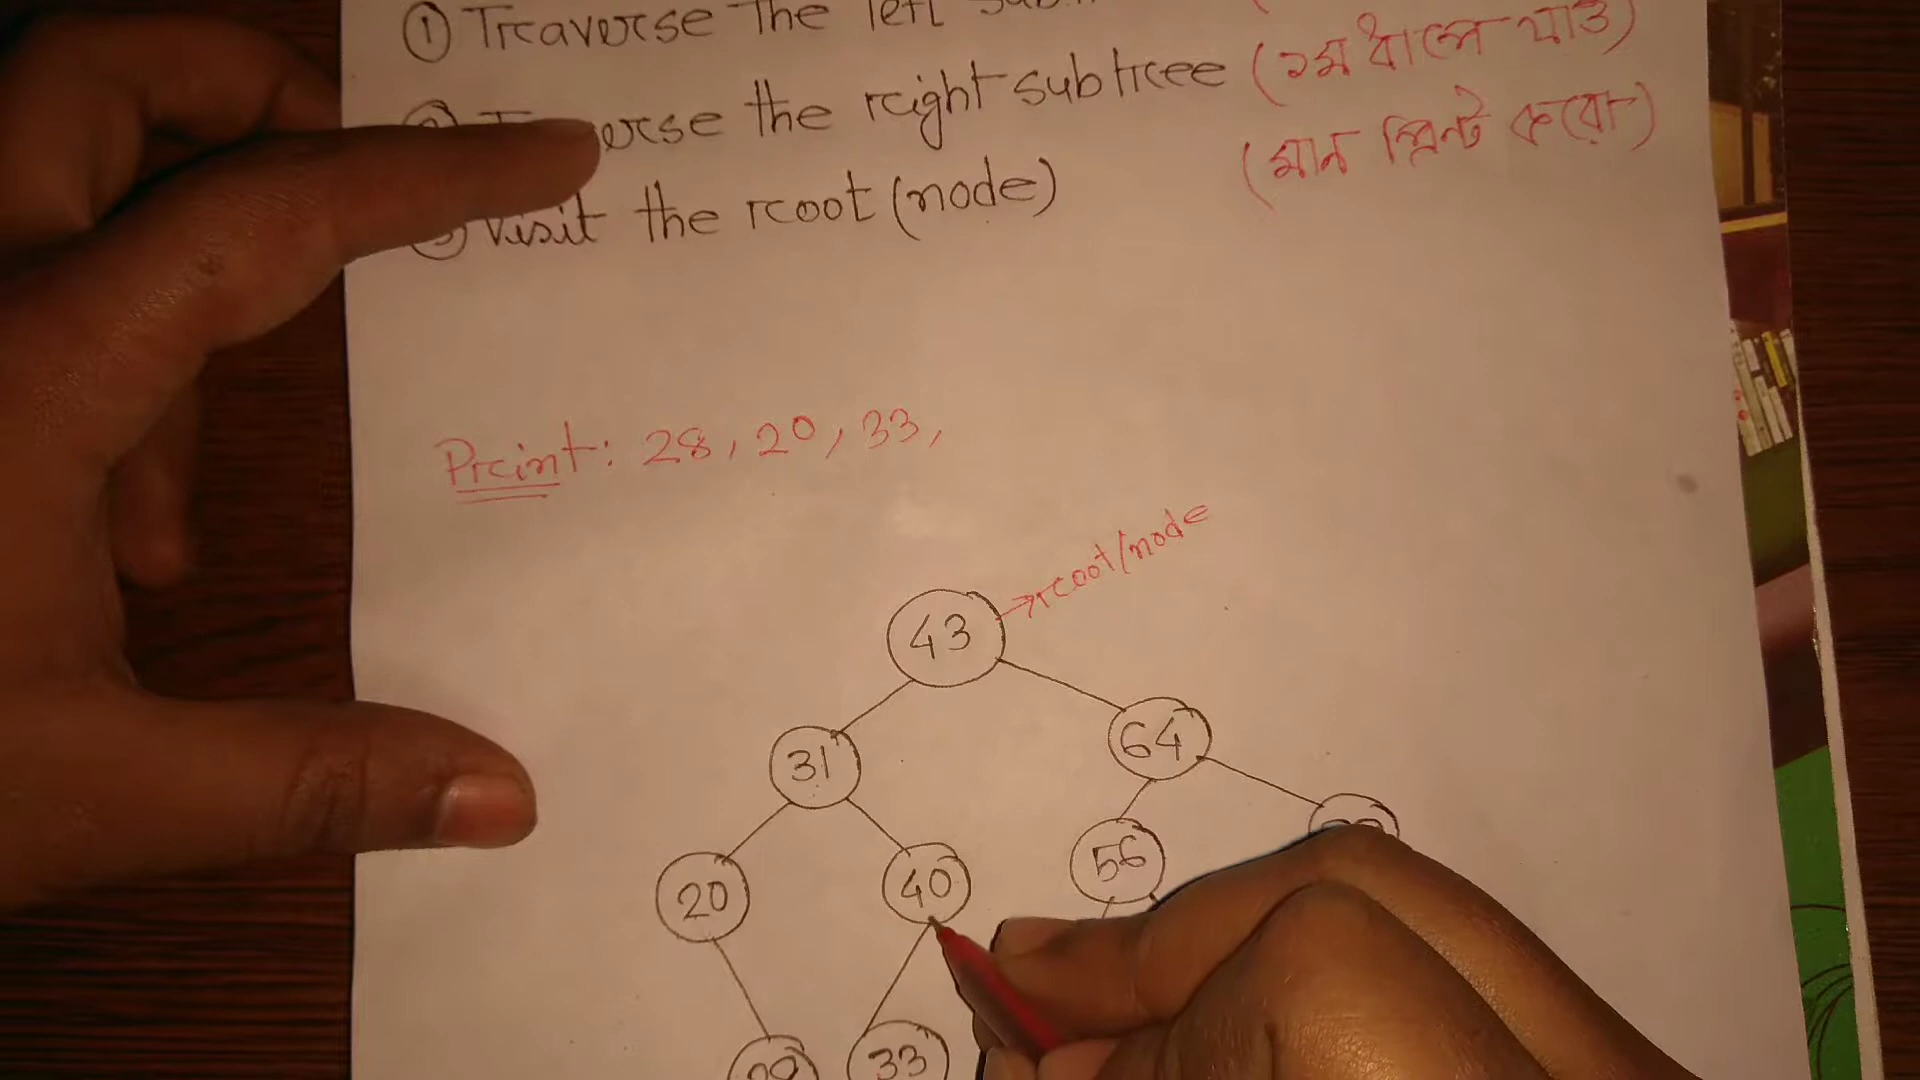 ① Traverse the left
Traverse the right subtree (ডানে যাও)
③ Visit the root (node) (মান প্রিন্ট করো)
Print: 28, 20, 33,
root/node
43
31
64
20
40
56
33